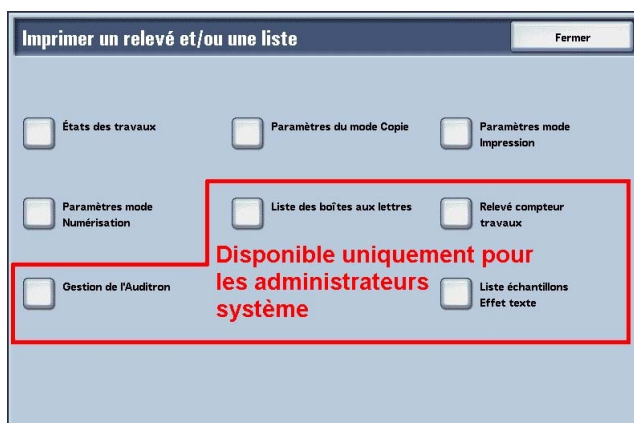 Imprimer un relevé et/ou une liste
Fermer
États des travaux
Paramètres du mode Copie
Paramètres mode
Impression
Paramètres mode
Numérisation
Liste des boîtes aux lettres
Relevé compteur
travaux
Disponible uniquement pour
les administrateurs
système
Gestion de l'Auditron
Liste échantillons
Effet texte